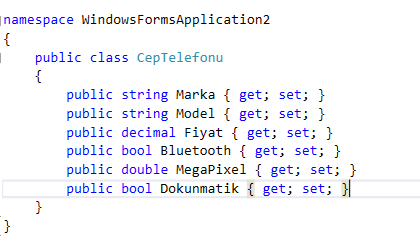 namespace WindowsFormsApplication2
{
public class CepTelefonu
{
public string Marka { get; set; }
public string Model { get; set; }
public decimal Fiyat { get; set; }
public bool Bluetooth { get; set; }
public double MegaPixel { get; set; }
public bool Dokunmatik { get; set; }
}
}